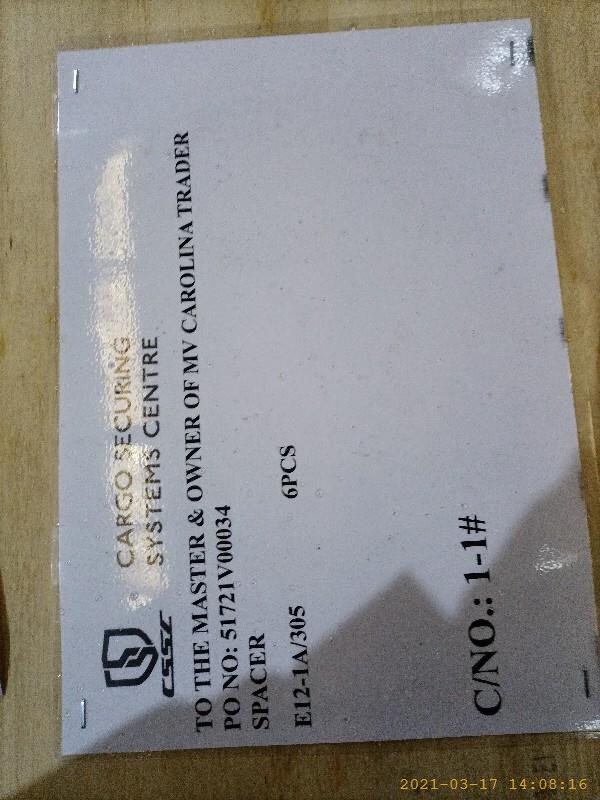 CSSC
CARGO SECURING
SYSTEMS CENTRE
TO THE MASTER & OWNER OF MV CAROLINA TRADER
PO NO: 51721V00034
SPACER
E12-1A/305 6PCS
C/NO.: 1-1#
2021-03-17 14:08:16